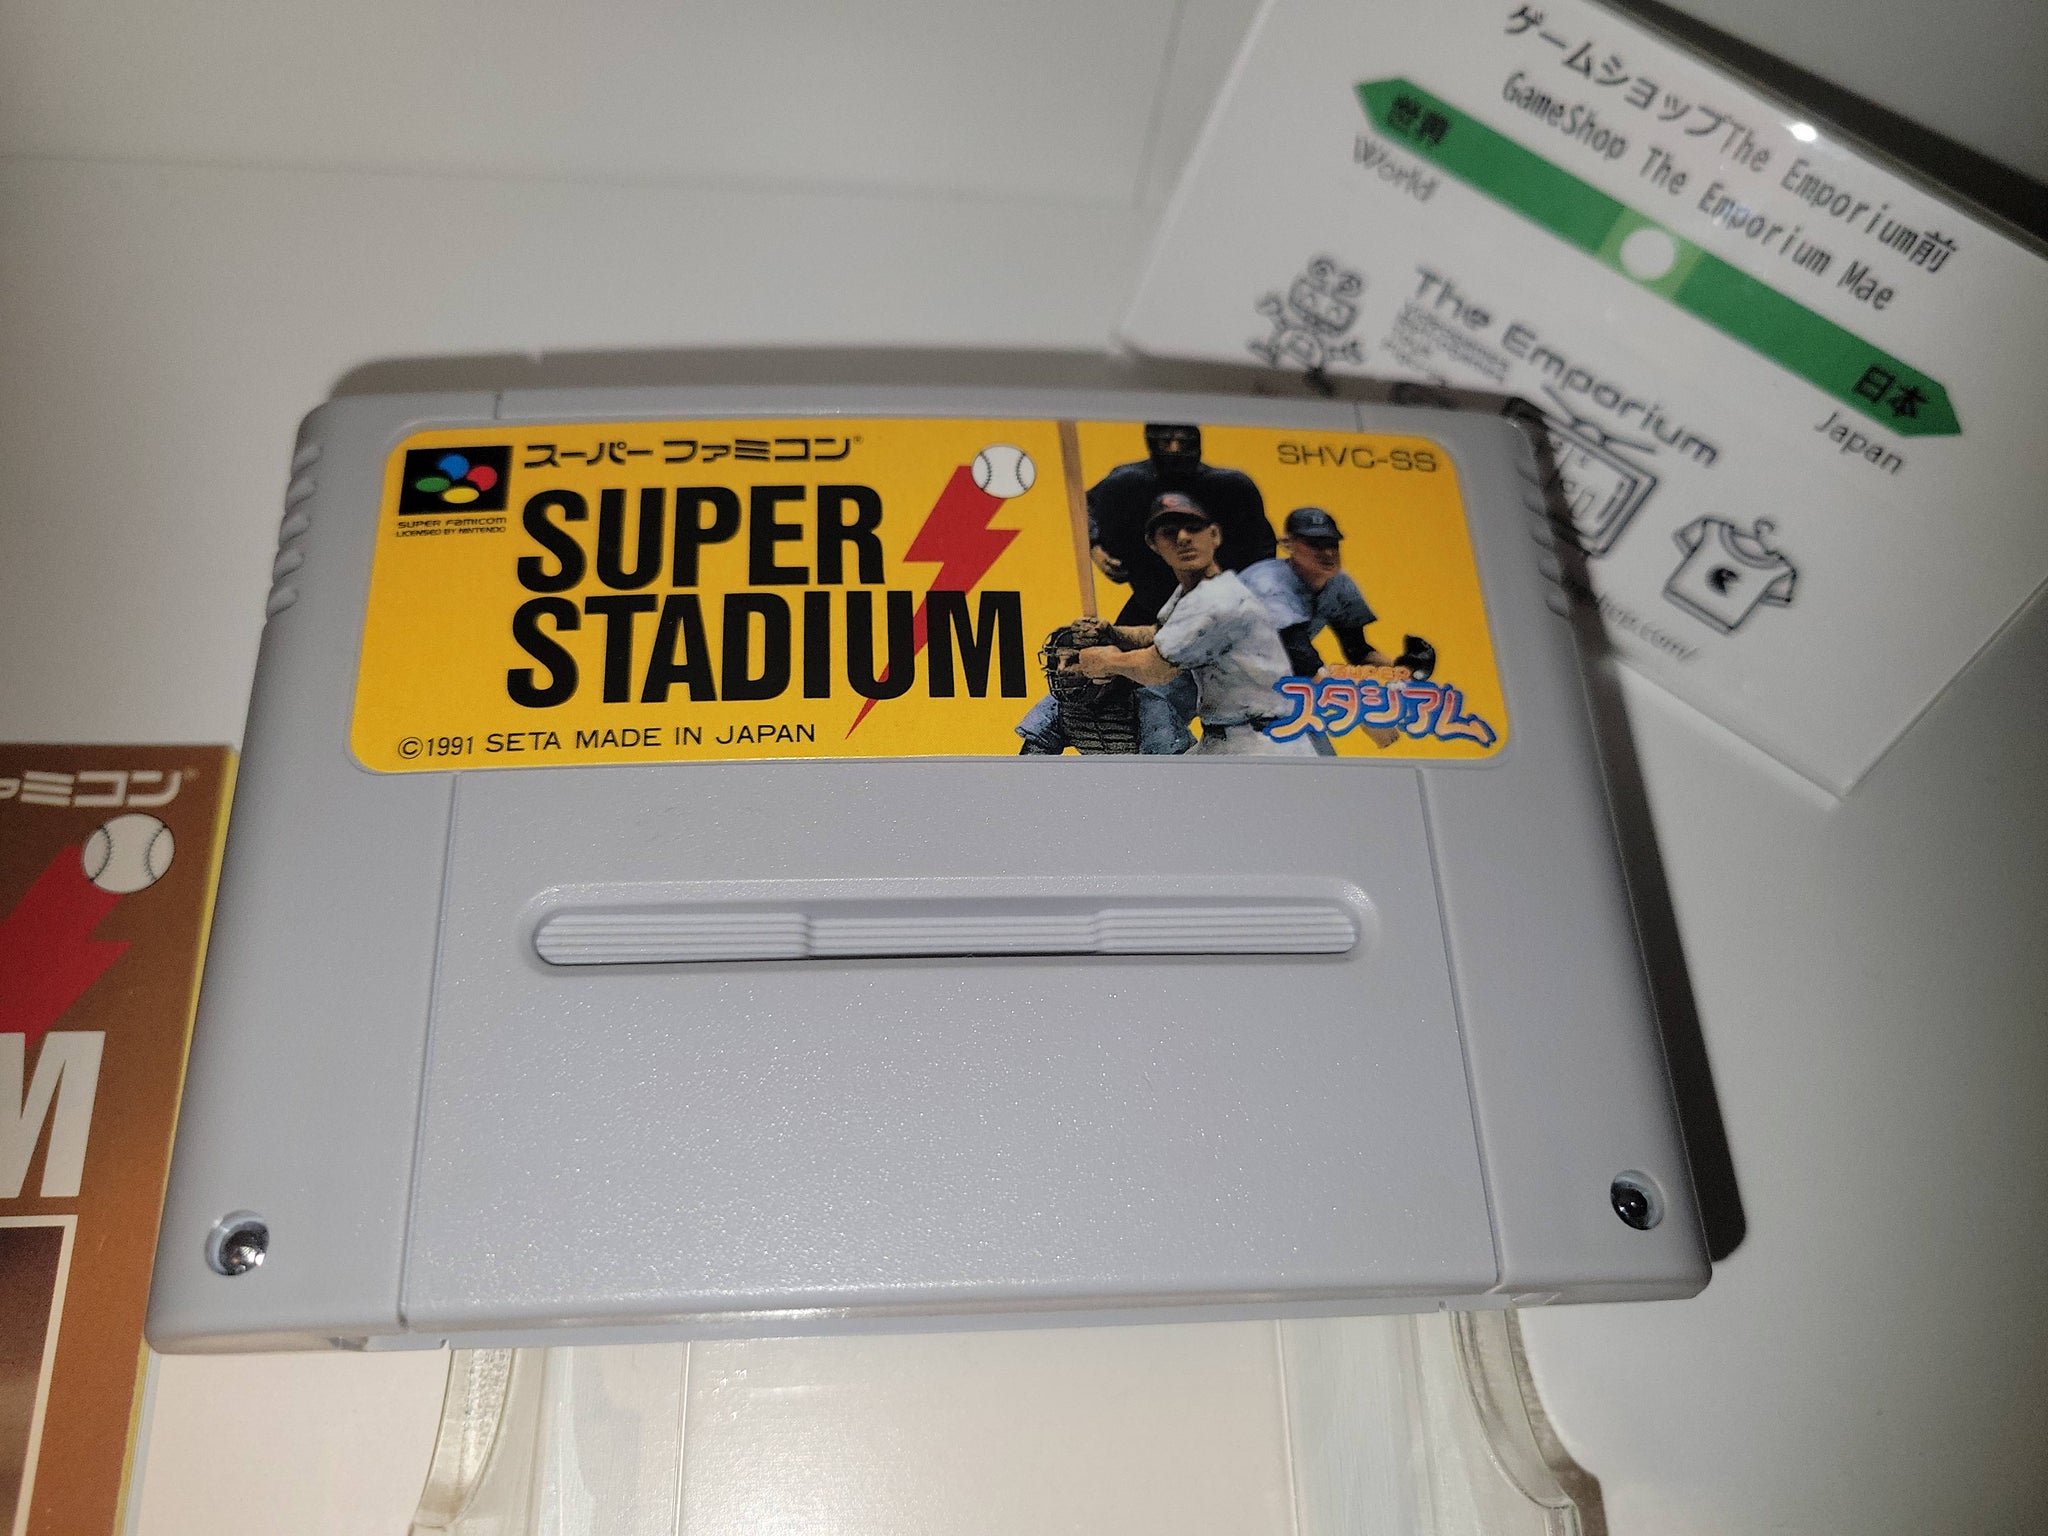 ゲームショップThe Emporium前
GameShop The Emporium Mae
世界
World
日本
Japan
The Emporium
スーパーファミコン®
SUPER FAMICOM
LICENSED BY NINTENDO
SHVC-SS
SUPER
STADIUM
SUPER
スタジアム
©1991 SETA MADE IN JAPAN
ァミコン®
M